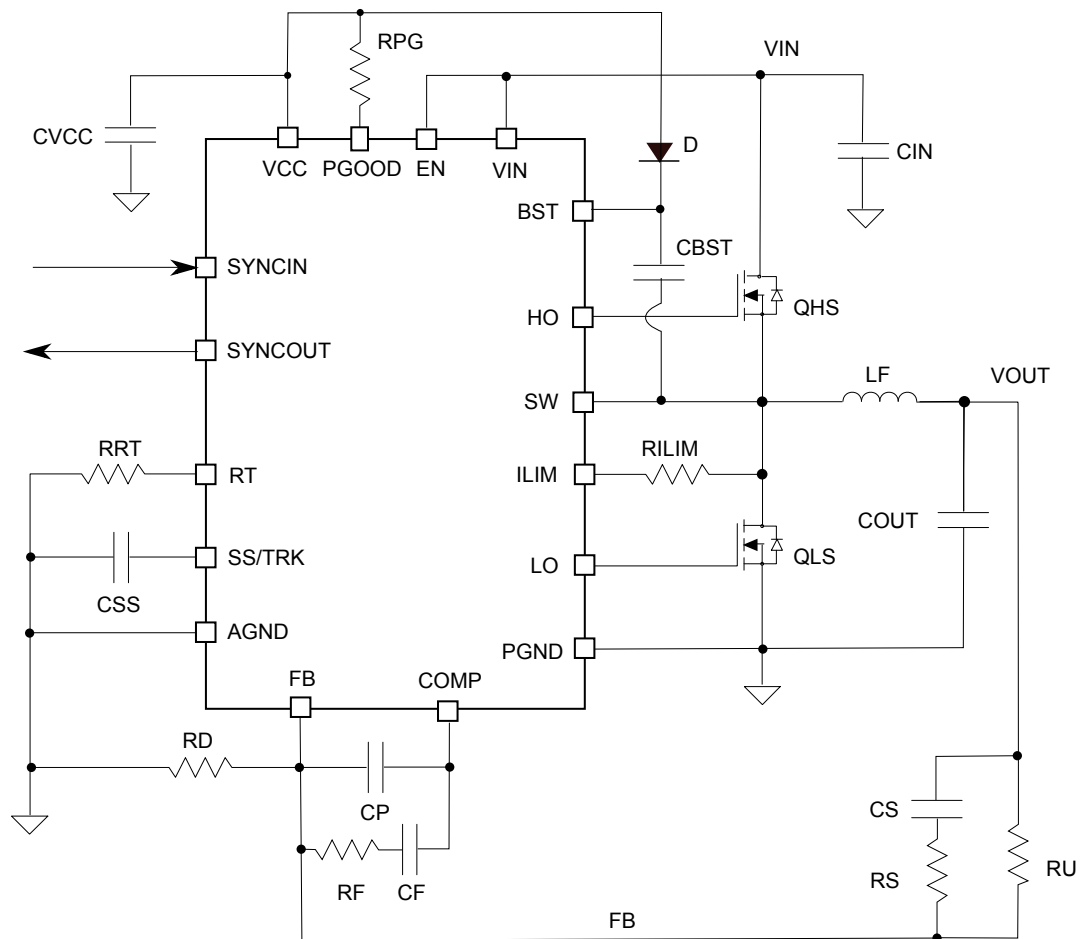 RPG
VIN
CVCC
VCC
PGOOD
EN
VIN
D
CIN
BST
CBST
SYNCIN
HO
QHS
SYNCOUT
SW
LF
VOUT
RRT
RT
ILIM
RILIM
COUT
SS/TRK
CSS
LO
QLS
AGND
PGND
FB
COMP
RD
CP
CS
RF
CF
RS
RU
FB